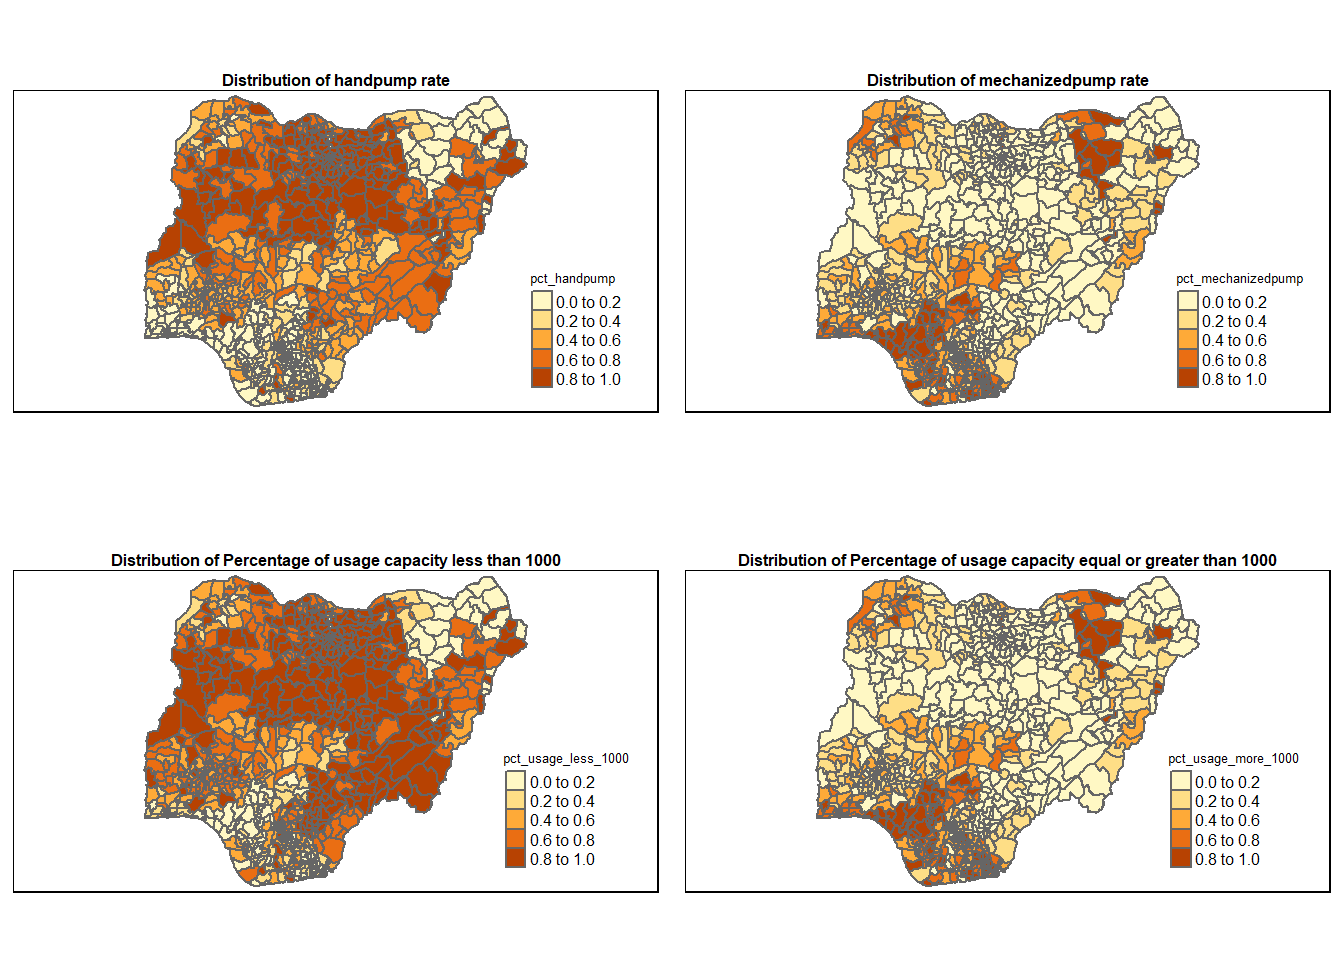 Distribution of handpump rate
pct_handpump
0.0 to 0.2
0.2 to 0.4
0.4 to 0.6
0.6 to 0.8
0.8 to 1.0
Distribution of mechanizedpump rate
pct_mechanizedpump
0.0 to 0.2
0.2 to 0.4
0.4 to 0.6
0.6 to 0.8
0.8 to 1.0
Distribution of Percentage of usage capacity less than 1000
pct_usage_less_1000
0.0 to 0.2
0.2 to 0.4
0.4 to 0.6
0.6 to 0.8
0.8 to 1.0
Distribution of Percentage of usage capacity equal or greater than 1000
pct_usage_more_1000
0.0 to 0.2
0.2 to 0.4
0.4 to 0.6
0.6 to 0.8
0.8 to 1.0